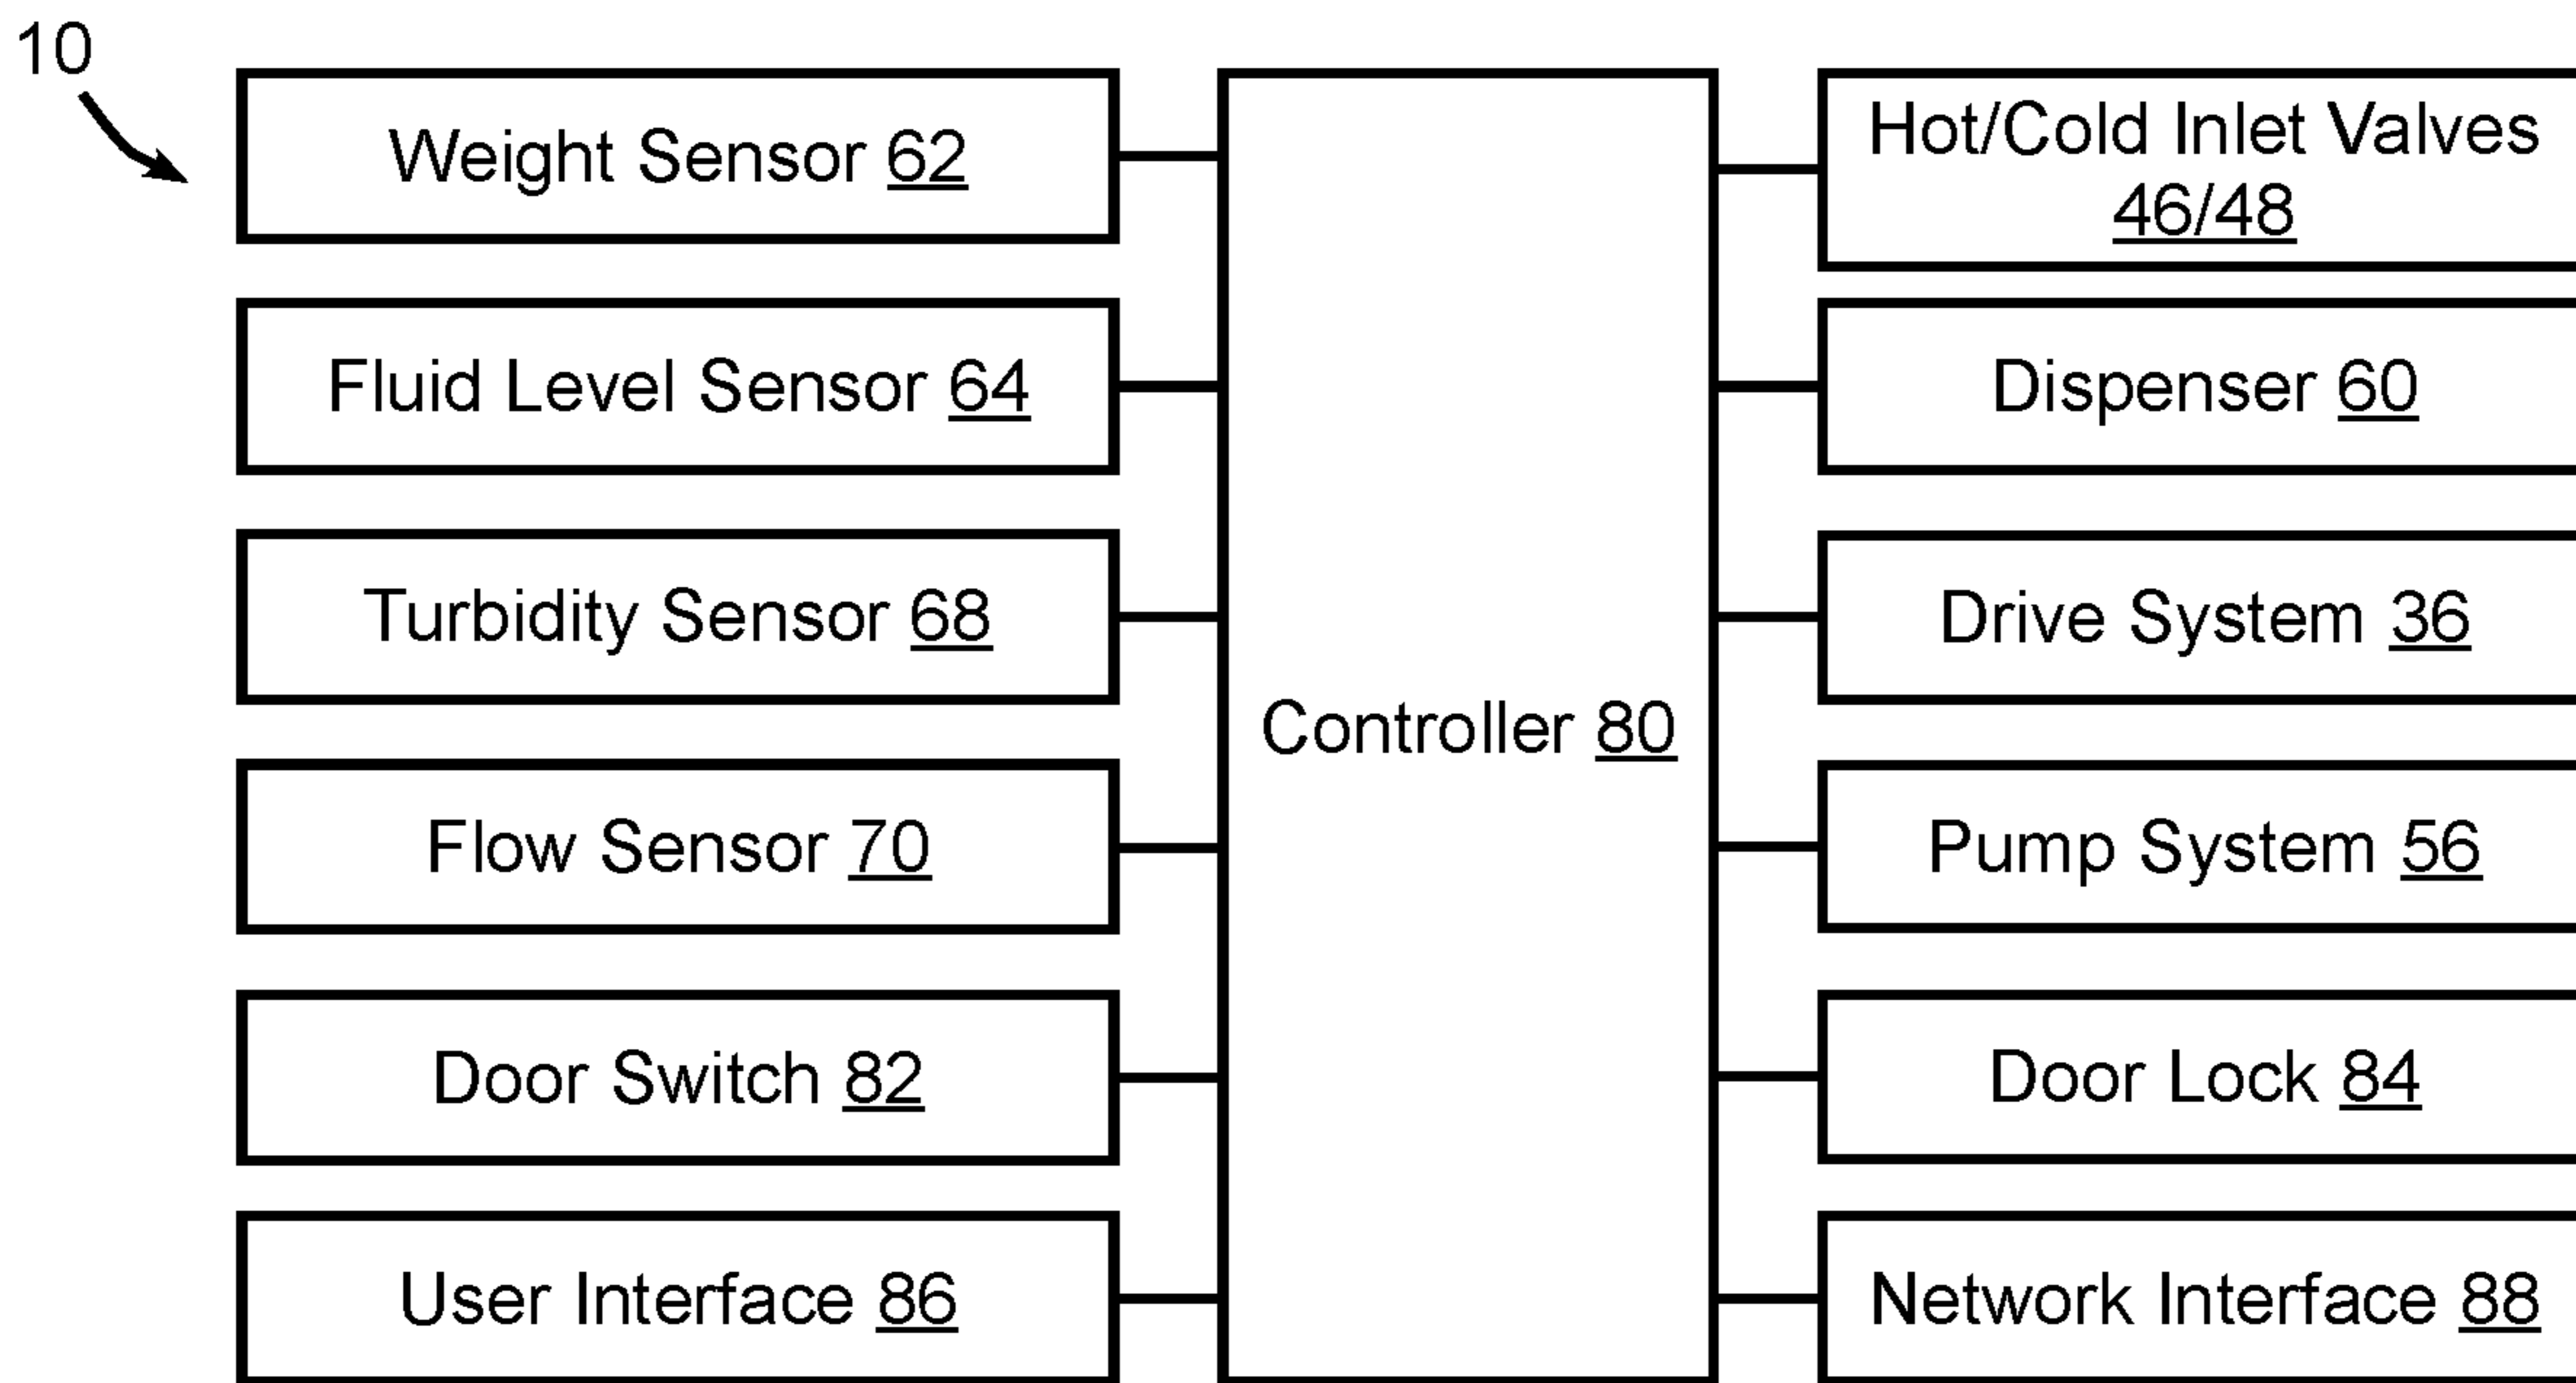 10
Weight Sensor 62
Fluid Level Sensor 64
Turbidity Sensor 68
Flow Sensor 70
Door Switch 82
User Interface 86
Controller 80
Hot/Cold Inlet Valves
46/48
Dispenser 60
Drive System 36
Pump System 56
Door Lock 84
Network Interface 88